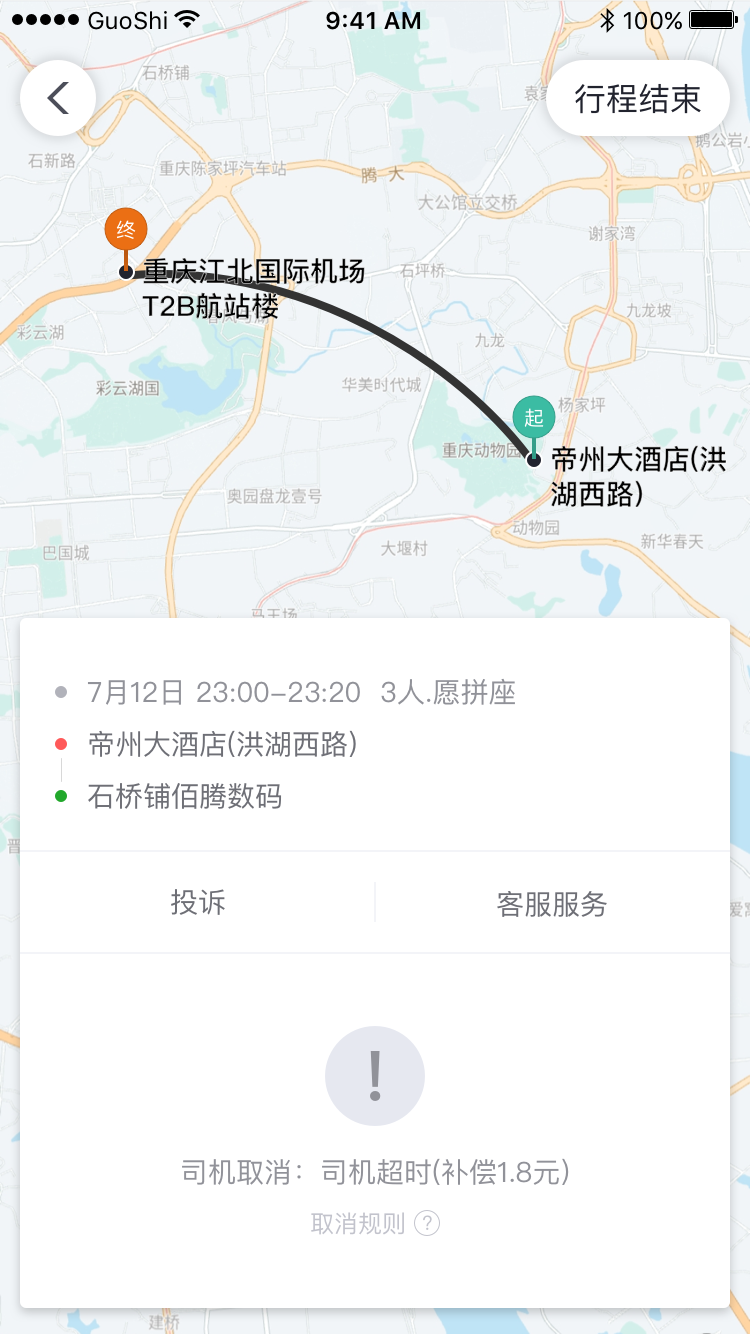 GuoShi
9:41 AM
100%
石桥铺
袁家
行程结束
鹅公岩
石新路
重庆陈家坪汽车站
腾大
大公馆立交桥
终
谢家湾
重庆江北国际机场
T2B航站楼
石坪桥
九龙坡
彩云湖
九龙
彩云湖国
华美时代城
起
杨家坪
重庆动物园
帝州大酒店(洪
湖西路)
奥园盘龙壹号
动物园
新华春天
巴国城
大堰村
马王场
7月12日 23:00-23:20 3人.愿拼座
帝州大酒店(洪湖西路)
石桥铺佰腾数码
投诉
客服服务
!
司机取消：司机超时(补偿1.8元)
取消规则 ?
建桥